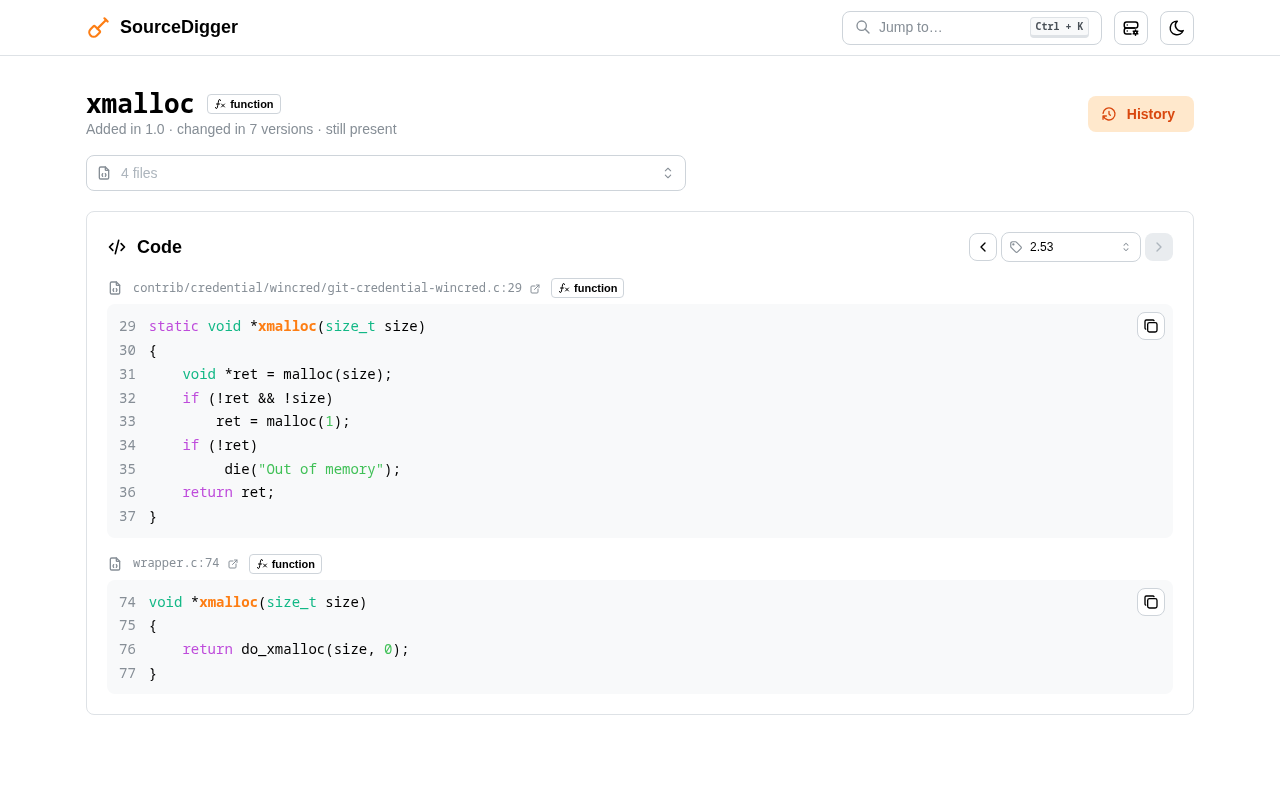 SourceDigger
Jump to…
Ctrl + K
xmalloc
function
Added in 1.0 · changed in 7 versions · still present
History
4 files
Code
2.53
contrib/credential/wincred/git-credential-wincred.c:29
function
29 static void *xmalloc(size_t size)
30 {
31     void *ret = malloc(size);
32     if (!ret && !size)
33         ret = malloc(1);
34     if (!ret)
35          die("Out of memory");
36     return ret;
37 }
wrapper.c:74
function
74 void *xmalloc(size_t size)
75 {
76     return do_xmalloc(size, 0);
77 }